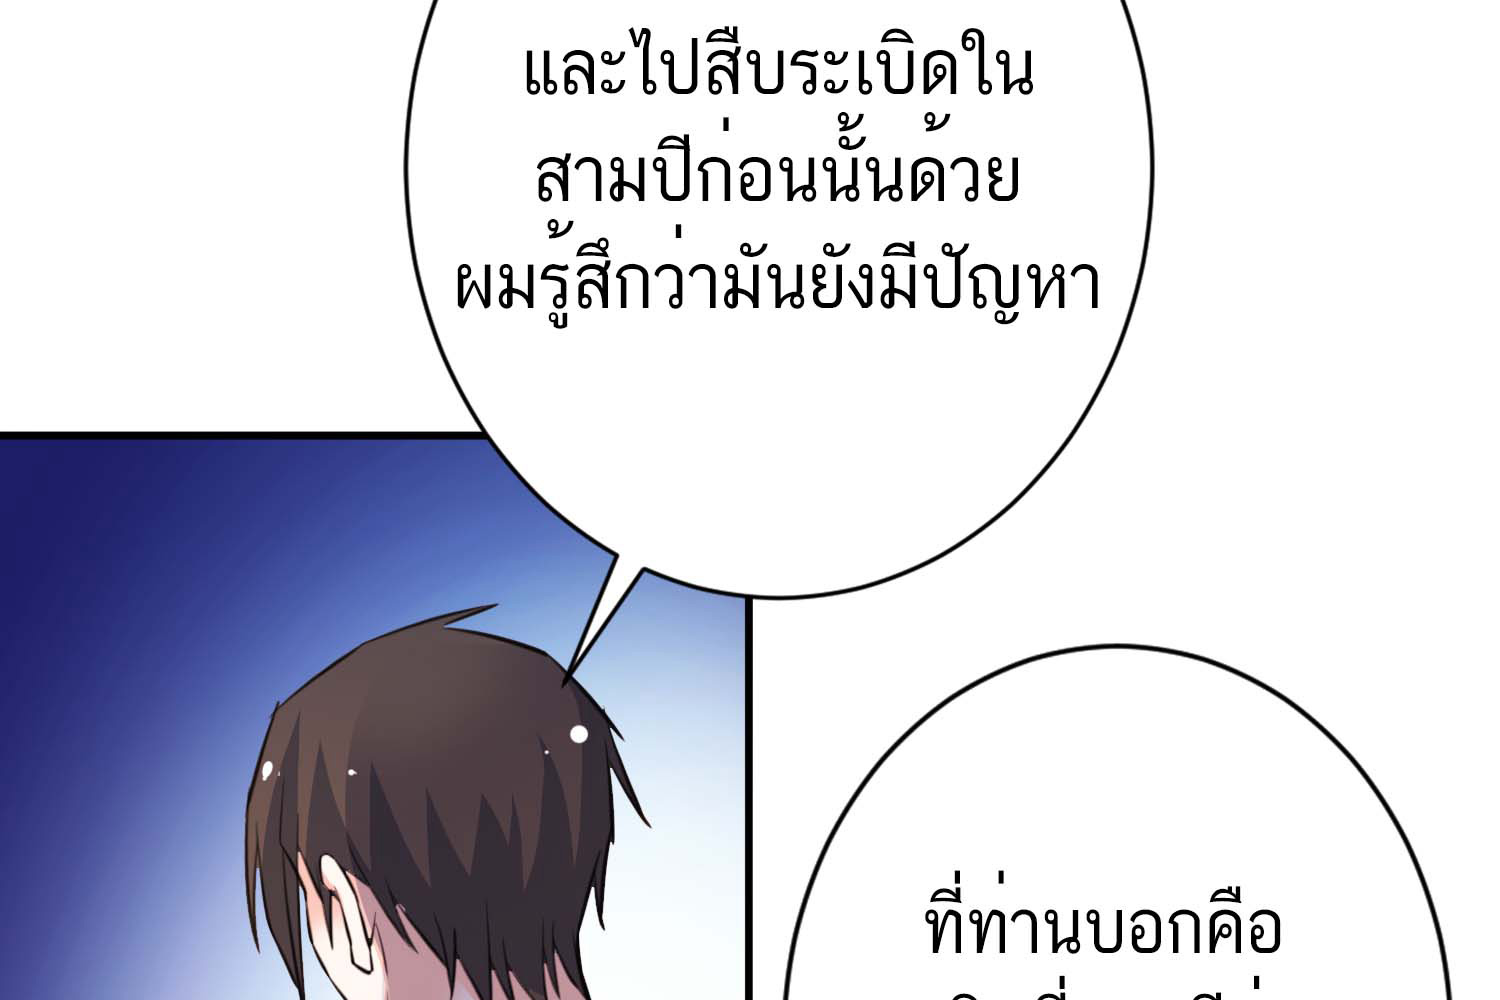 และไปสืบระเบิดใน
สามปีก่อนนั้นด้วย
ผมรู้สึกว่ามันยังมีปัญหา
ที่ท่านบอกคือ